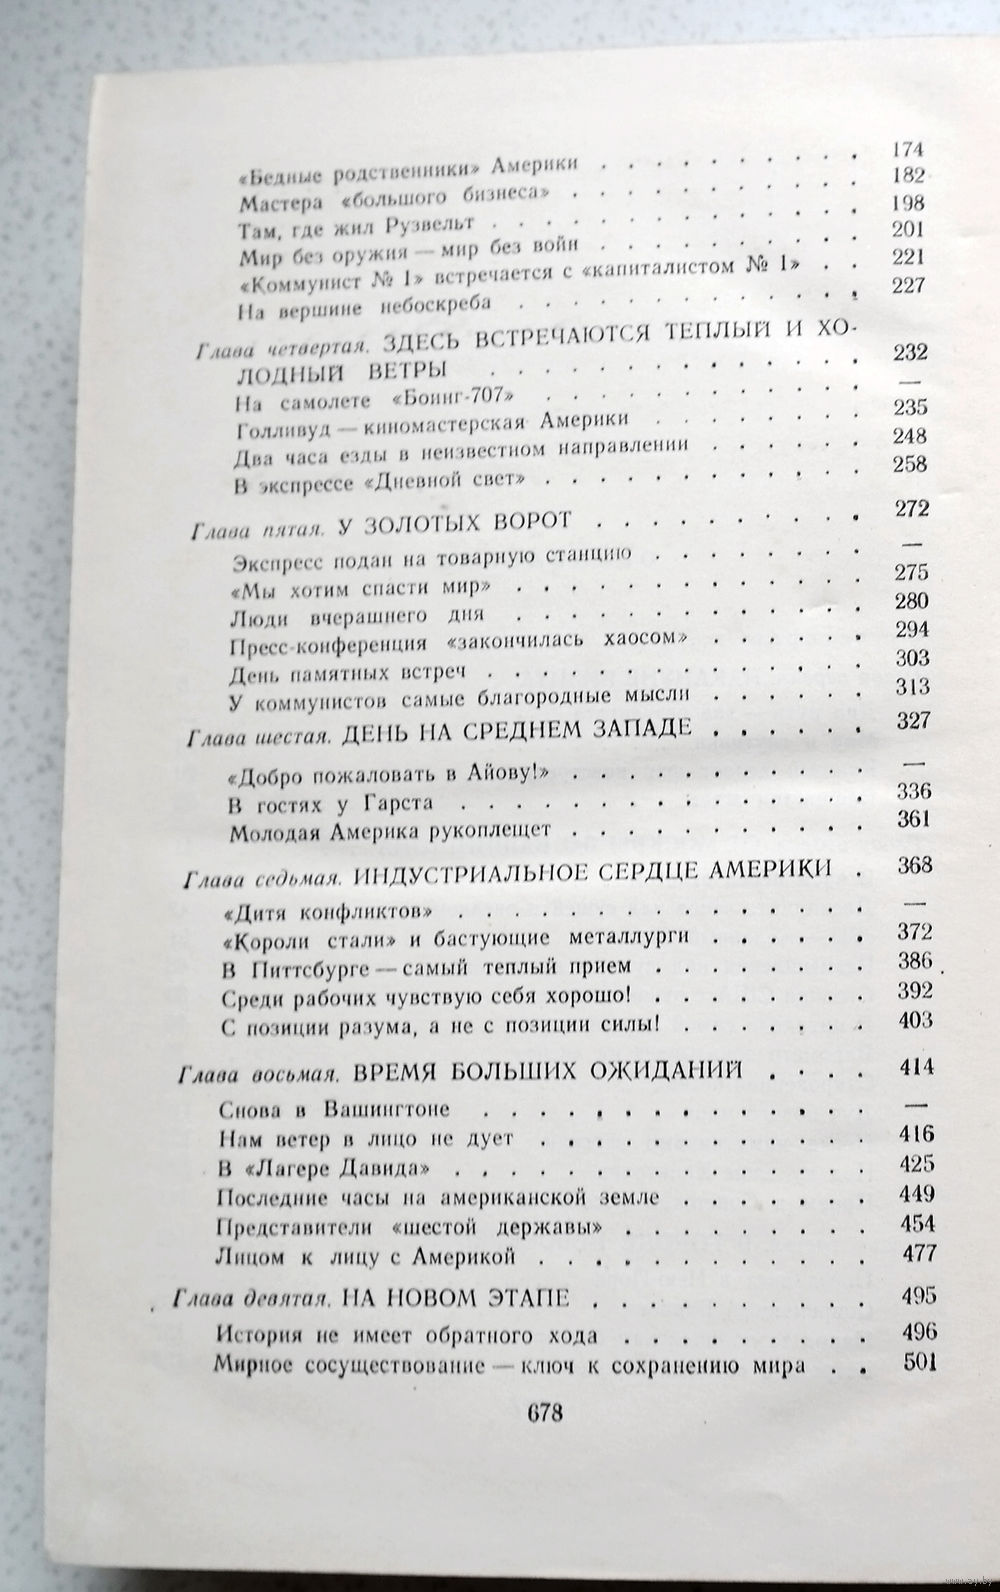 «Бедные родственники» Америки . . . . . . . . . . 174
Мастера «большого бизнеса» . . . . . . . . . . . 182
Там, где жил Рузвельт . . . . . . . . . . . . . 198
Мир без оружия — мир без войн . . . . . . . . . . 201
«Коммунист № 1» встречается с «капиталистом № 1» . . 221
На вершине небоскреба . . . . . . . . . . . . . 227
Глава четвертая. ЗДЕСЬ ВСТРЕЧАЮТСЯ ТЕПЛЫЙ И ХО-
ЛОДНЫЙ ВЕТРЫ . . . . . . . . . . . . . . 232
На самолете «Боинг-707» . . . . . . . . . . . . —
Голливуд — киномастерская Америки . . . . . . . . 235
Два часа езды в неизвестном направлении . . . . . . 248
В экспрессе «Дневной свет» . . . . . . . . . . . . 258
Глава пятая. У ЗОЛОТЫХ ВОРОТ . . . . . . . . . . 272
Экспресс подан на товарную станцию . . . . . . . . —
«Мы хотим спасти мир» . . . . . . . . . . . . . 275
Люди вчерашнего дня . . . . . . . . . . . . . 280
Пресс-конференция «закончилась хаосом» . . . . . . 294
День памятных встреч . . . . . . . . . . . . . . 303
У коммунистов самые благородные мысли . . . . . . 313
Глава шестая. ДЕНЬ НА СРЕДНЕМ ЗАПАДЕ . . . . . . 327
«Добро пожаловать в Айову!» . . . . . . . . . . . —
В гостях у Гарста . . . . . . . . . . . . . . . 336
Молодая Америка рукоплещет . . . . . . . . . . . 361
Глава седьмая. ИНДУСТРИАЛЬНОЕ СЕРДЦЕ АМЕРИКИ . 368
«Дитя конфликтов» . . . . . . . . . . . . . . . —
«Короли стали» и бастующие металлурги . . . . . . 372
В Питтсбурге — самый теплый прием . . . . . . . . 386
Среди рабочих чувствую себя хорошо! . . . . . . . . 392
С позиции разума, а не с позиции силы! . . . . . . . 403
Глава восьмая. ВРЕМЯ БОЛЬШИХ ОЖИДАНИЙ . . . . 414
Снова в Вашингтоне . . . . . . . . . . . . . . —
Нам ветер в лицо не дует . . . . . . . . . . . . 416
В «Лагере Давида» . . . . . . . . . . . . . . . 425
Последние часы на американской земле . . . . . . . 449
Представители «шестой державы» . . . . . . . . . 454
Лицом к лицу с Америкой . . . . . . . . . . . . 477
Глава девятая. НА НОВОМ ЭТАПЕ . . . . . . . . . . 495
История не имеет обратного хода . . . . . . . . . 496
Мирное сосуществование — ключ к сохранению мира . . 501
678